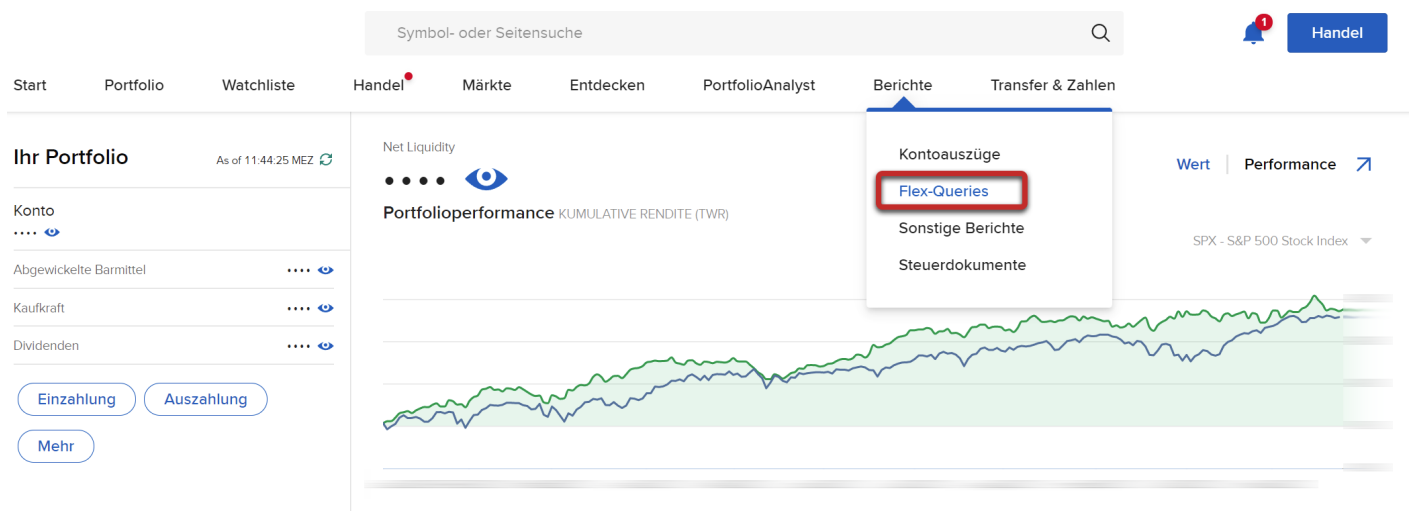 Symbol- oder Seitensuche
1
Handel
Start Portfolio Watchliste Handel Märkte Entdecken PortfolioAnalyst Berichte Transfer & Zahlen
Ihr Portfolio As of 11:44:25 MEZ
Konto
••••
Abgewickelte Barmittel ••••
Kaufkraft ••••
Dividenden ••••
Einzahlung Auszahlung
Mehr
Net Liquidity
••••
Portfolioperformance KUMULATIVE RENDITE (TWR)
Kontoauszüge
Flex-Queries
Sonstige Berichte
Steuerdokumente
Wert Performance
SPX - S&P 500 Stock Index